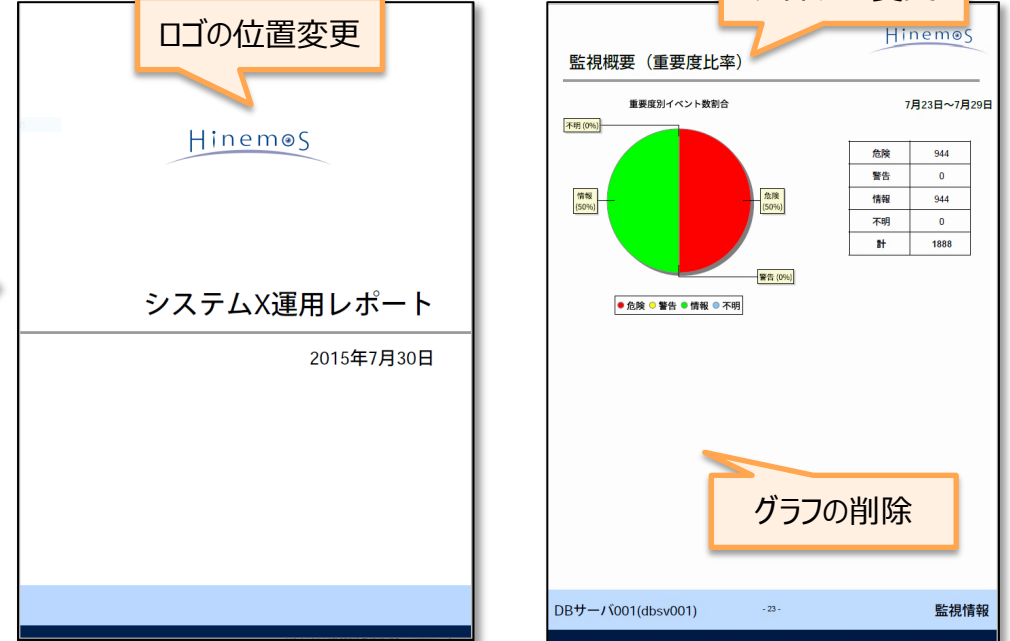 ロゴの位置変更
Hinemos
システムX運用レポート
2015年7月30日
Hinemos
監視概要（重要度比率）
重要度別イベント数割合
7月23日～7月29日
不明 (0%)
情報
(50%)
危険
(50%)
警告 (0%)
危険 944
警告 0
情報 944
不明 0
計 1888
危険 警告 情報 不明
グラフの削除
DBサーバ001(dbsv001) - 23 - 監視情報